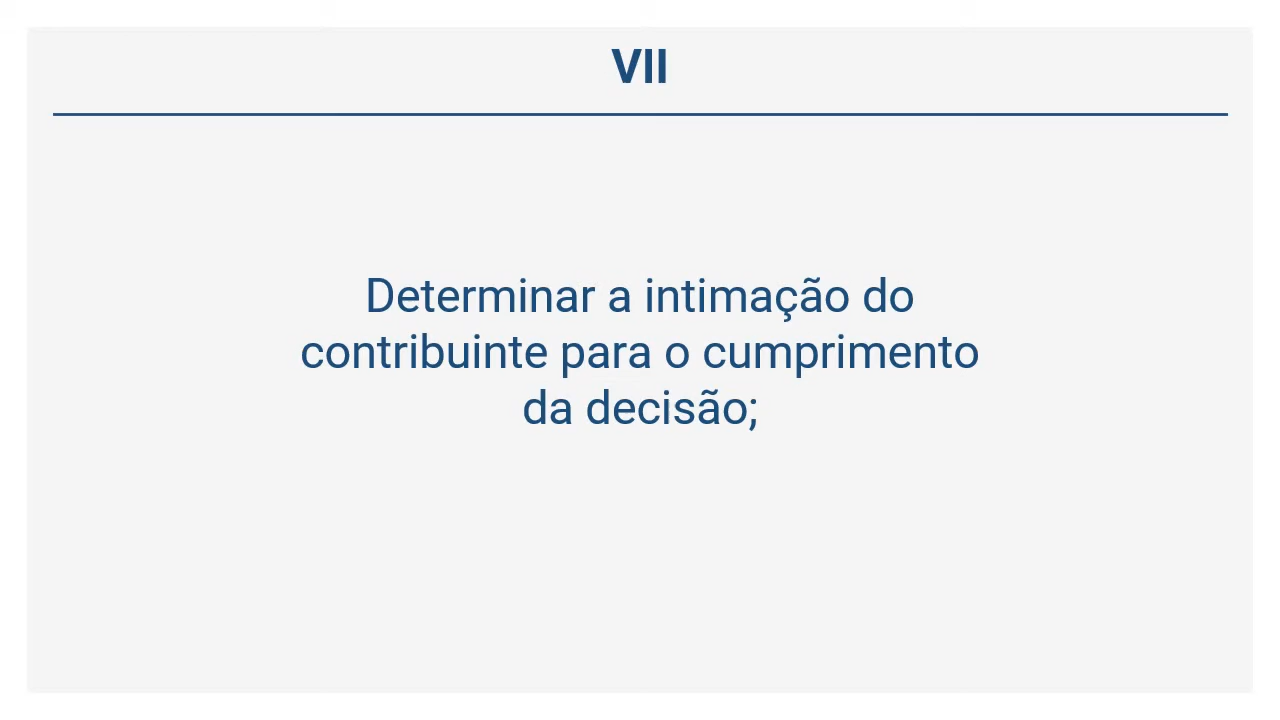 VII
Determinar a intimação do
contribuinte para o cumprimento
da decisão;